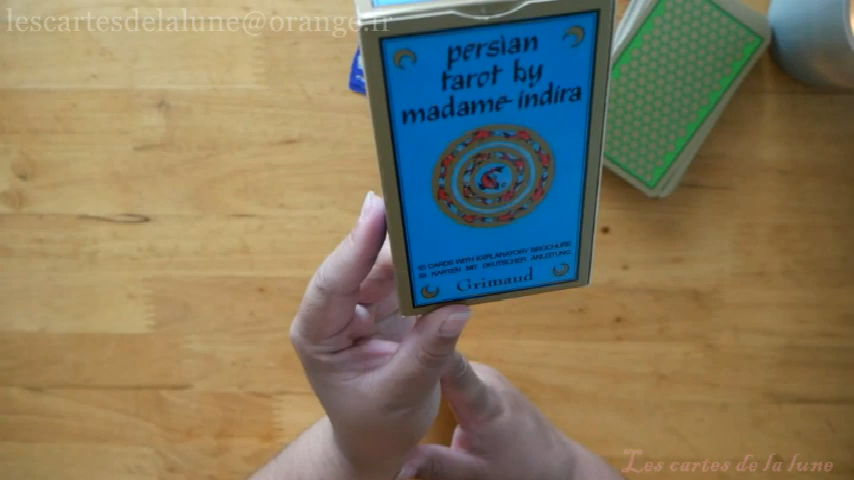 lescartesdelalune@orange.fr
persian
tarot by
madame indira
CARDS WITH EXPLANATORY BROCHURE
KARTEN MIT DEUTSCHER ANLEITUNG
Grimaud
Les cartes de la lune